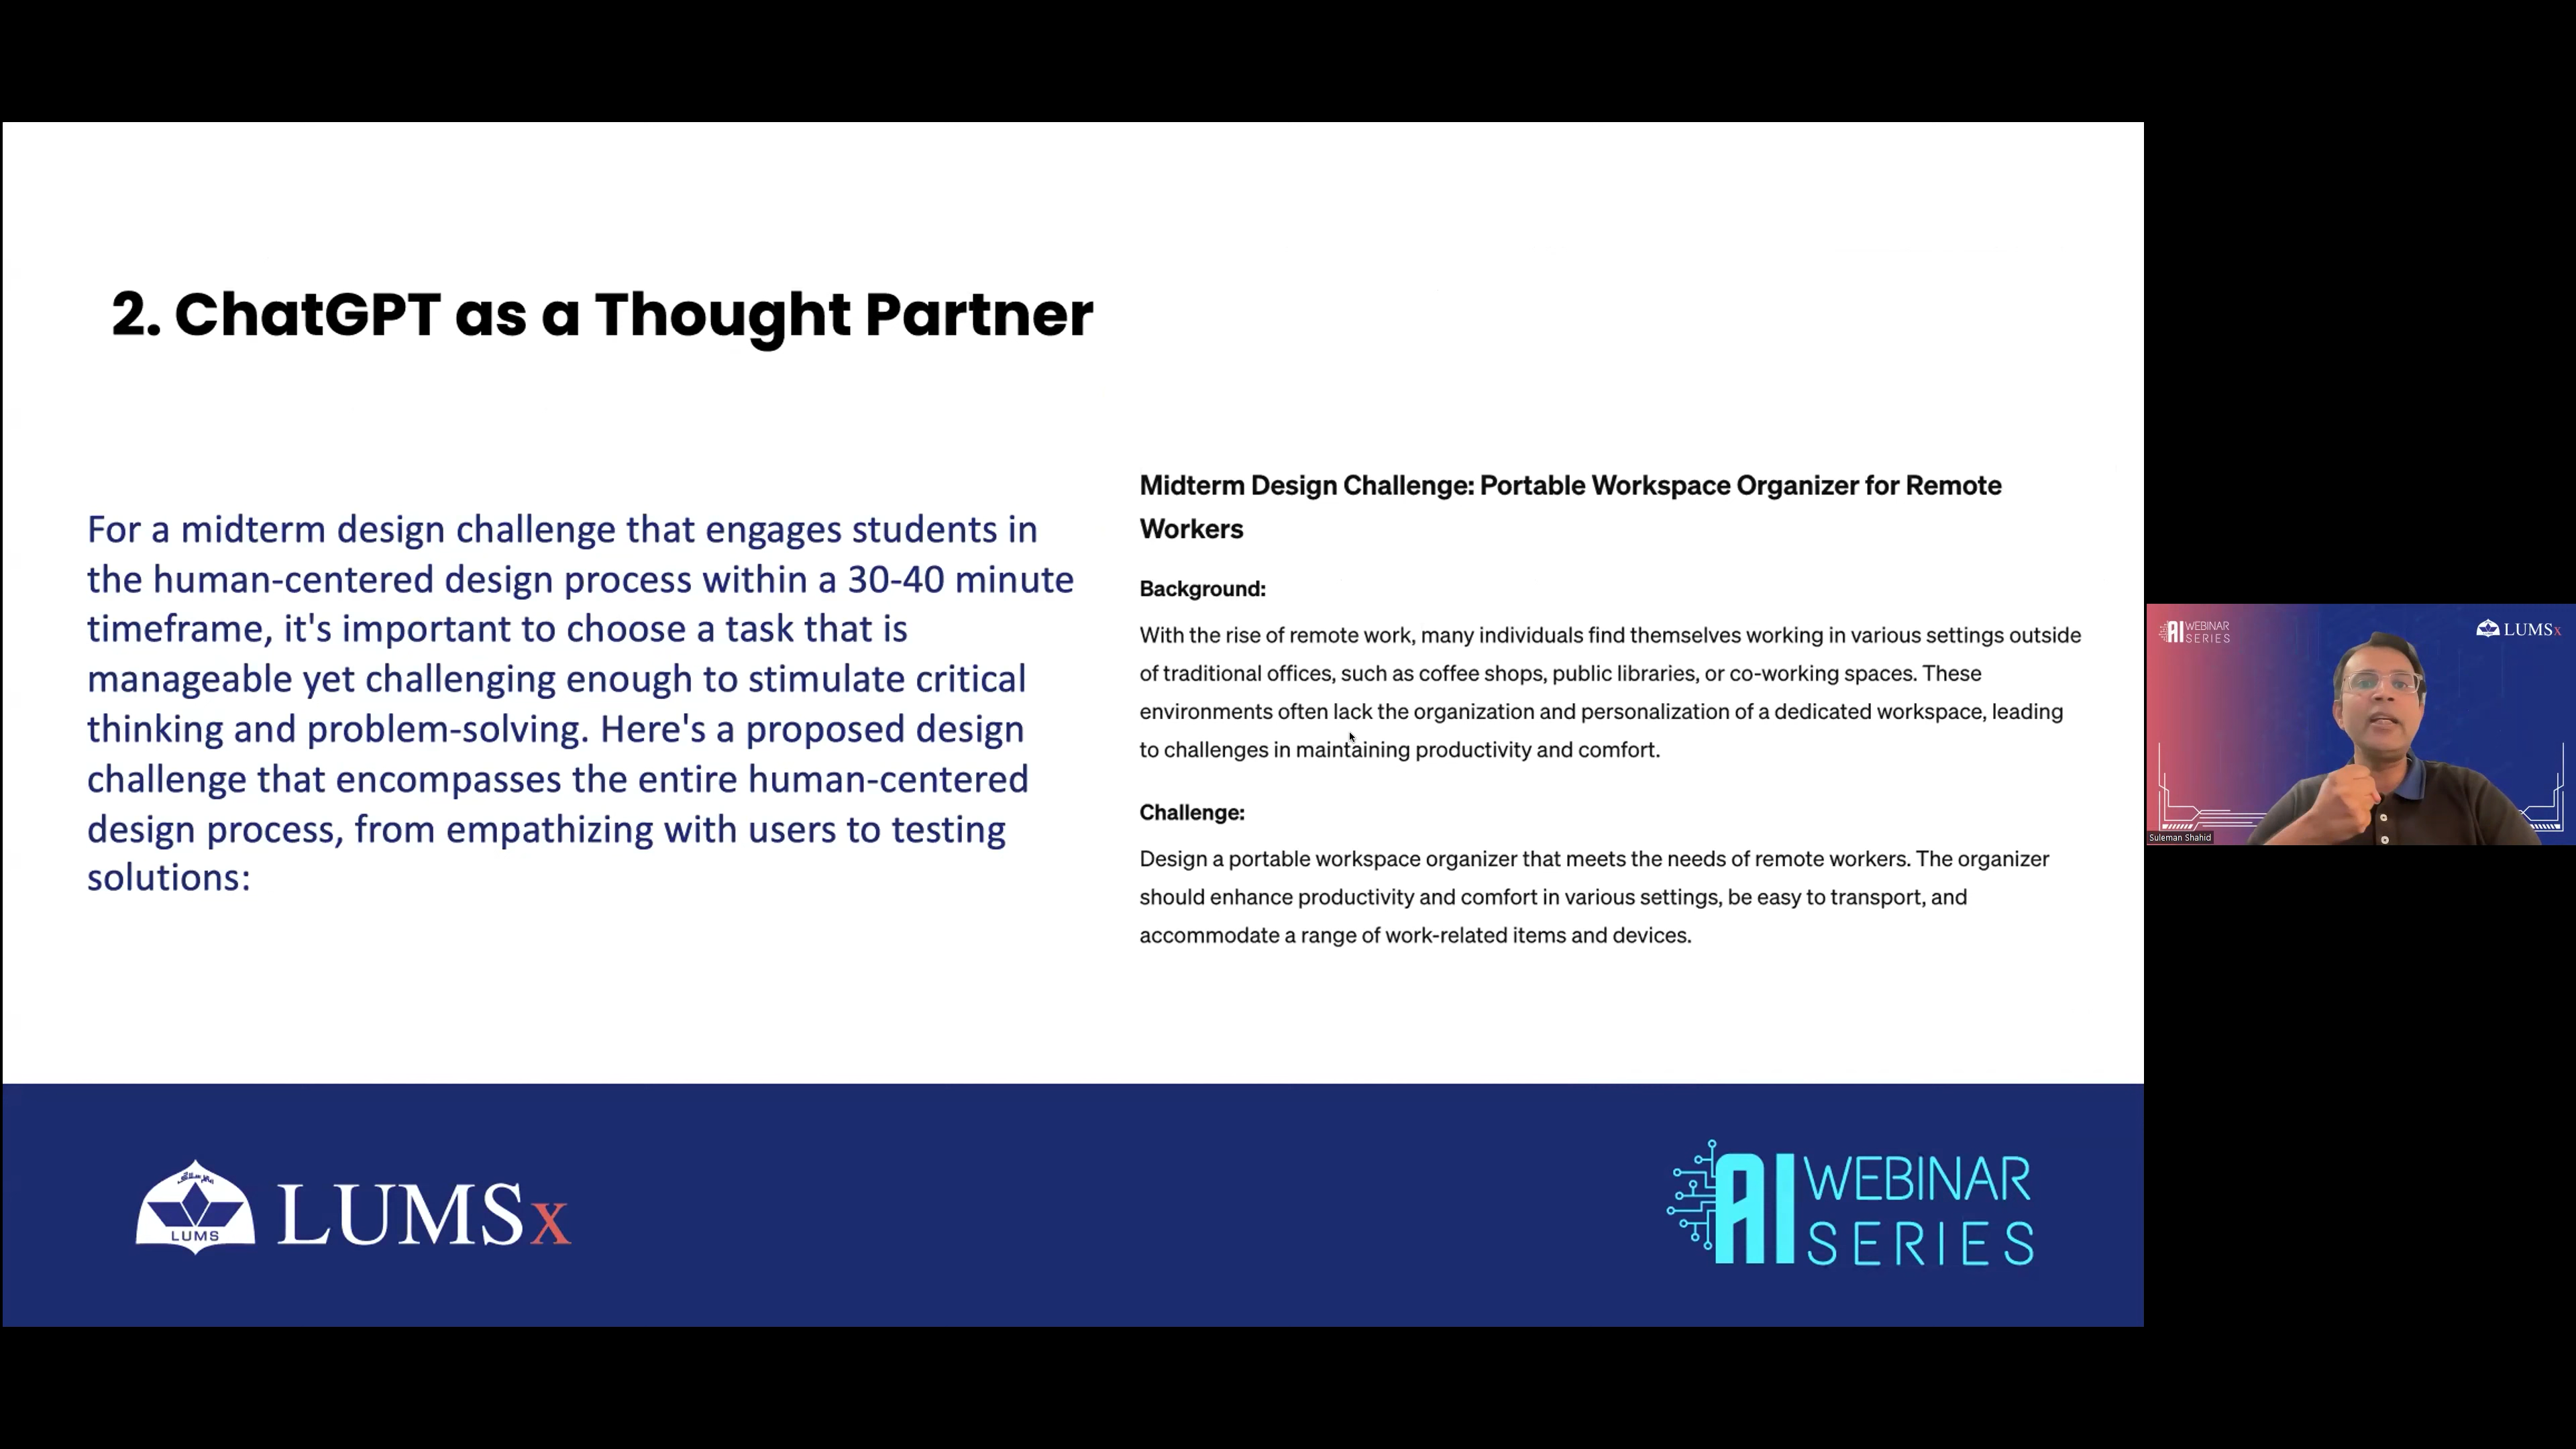 2. ChatGPT as a Thought Partner
For a midterm design challenge that engages students in
the human-centered design process within a 30-40 minute
timeframe, it's important to choose a task that is
manageable yet challenging enough to stimulate critical
thinking and problem-solving. Here's a proposed design
challenge that encompasses the entire human-centered
design process, from empathizing with users to testing
solutions:
Midterm Design Challenge: Portable Workspace Organizer for Remote
Workers
Background:
With the rise of remote work, many individuals find themselves working in various settings outside
of traditional offices, such as coffee shops, public libraries, or co-working spaces. These
environments often lack the organization and personalization of a dedicated workspace, leading
to challenges in maintaining productivity and comfort.
Challenge:
Design a portable workspace organizer that meets the needs of remote workers. The organizer
should enhance productivity and comfort in various settings, be easy to transport, and
accommodate a range of work-related items and devices.
LUMS
LUMSx
AI WEBINAR
SERIES
AI WEBINAR
SERIES
LUMSx
Suleman Shahid